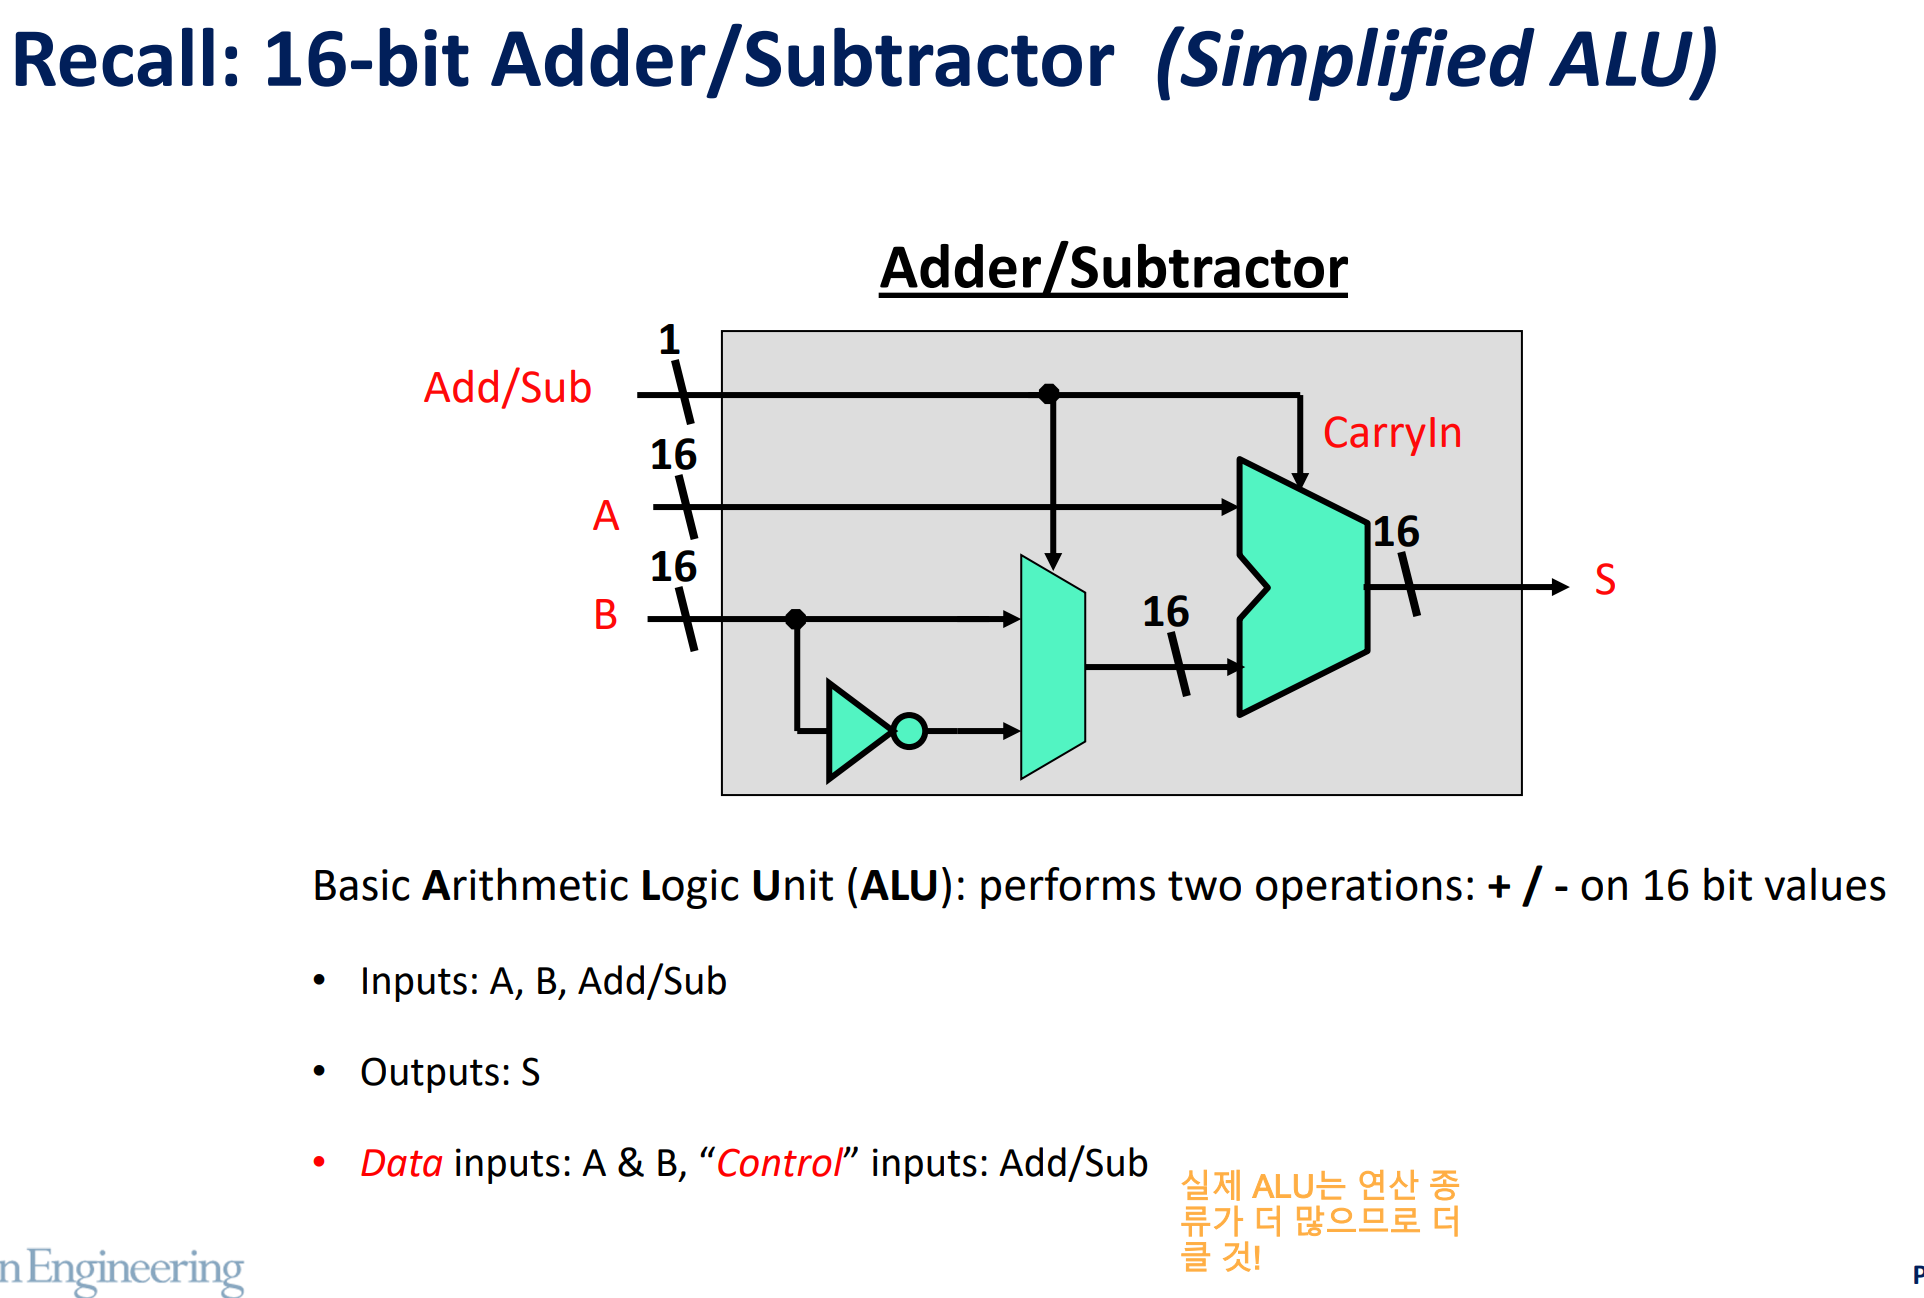 Recall: 16-bit Adder/Subtractor (Simplified ALU)
Adder/Subtractor
1
Add/Sub
CarryIn
16
A
16
16
B
S
16
Basic Arithmetic Logic Unit (ALU): performs two operations: + / - on 16 bit values
• Inputs: A, B, Add/Sub
• Outputs: S
• Data inputs: A & B, “Control” inputs: Add/Sub
실제 ALU는 연산 종
류가 더 많으므로 더
클 것!
n Engineering
P